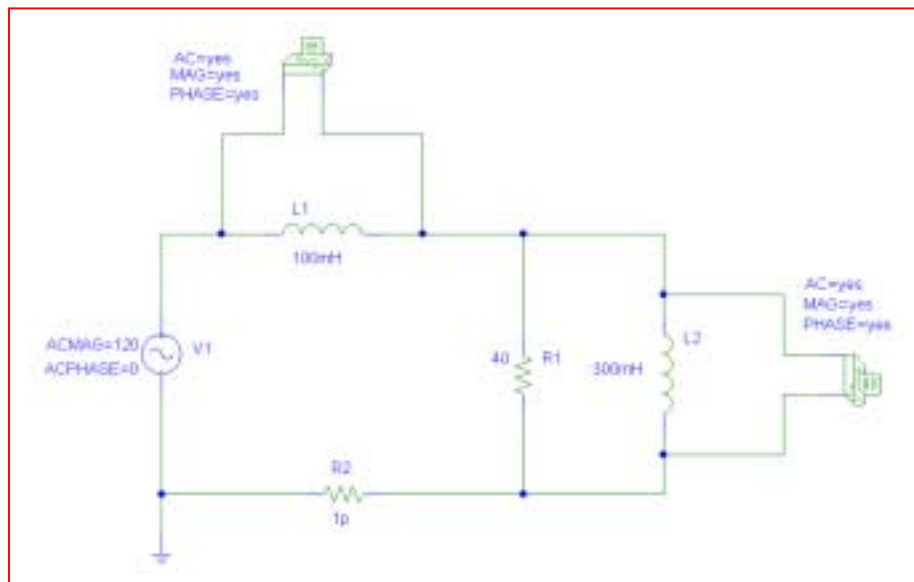 AC=yes
MAG=yes
PHASE=yes
L1
100mH
AC=yes
MAG=yes
PHASE=yes
ACMAG=120
ACPHASE=0
V1
40
R1
300mH
L2
R2
1p